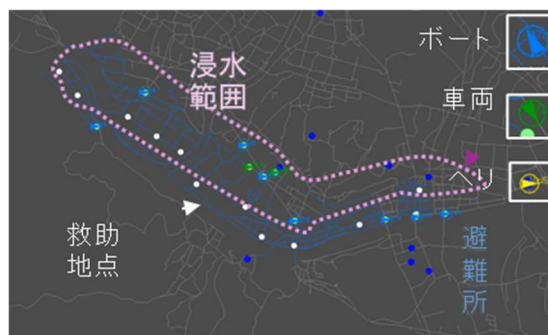 ボート
浸水
範囲
車両
ヘリ
救助
地点
避
難
所